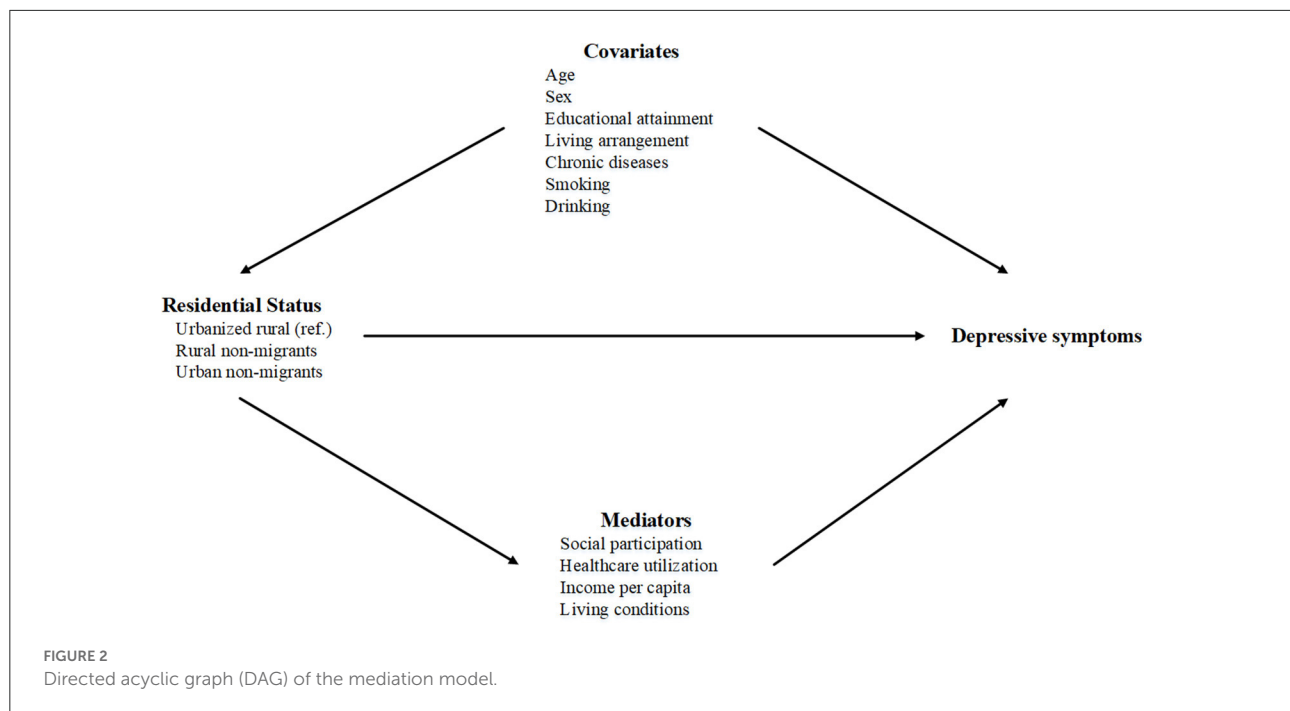 Covariates
Age
Sex
Educational attainment
Living arrangement
Chronic diseases
Smoking
Drinking
Residential Status
Urbanized rural (ref.)
Rural non-migrants
Urban non-migrants
Depressive symptoms
Mediators
Social participation
Healthcare utilization
Income per capita
Living conditions
FIGURE 2
Directed acyclic graph (DAG) of the mediation model.